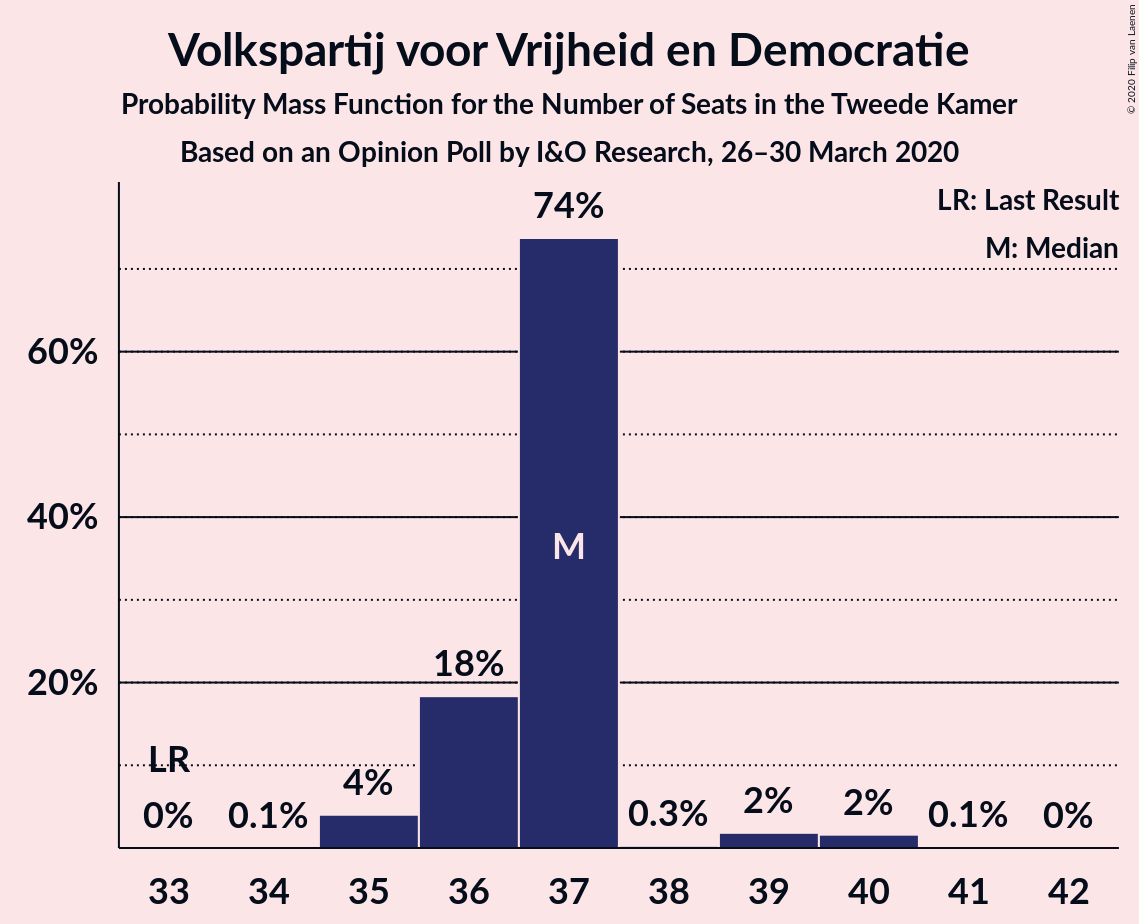 Volkspartij voor Vrijheid en Democratie
Probability Mass Function for the Number of Seats in the Tweede Kamer
Based on an Opinion Poll by I&O Research, 26–30 March 2020
© 2020 Filip van Laenen
LR: Last Result
M: Median
60%
40%
20%
LR
0%
0.1%
4%
18%
74%
M
0.3%
2%
2%
0.1%
0%
33 34 35 36 37 38 39 40 41 42